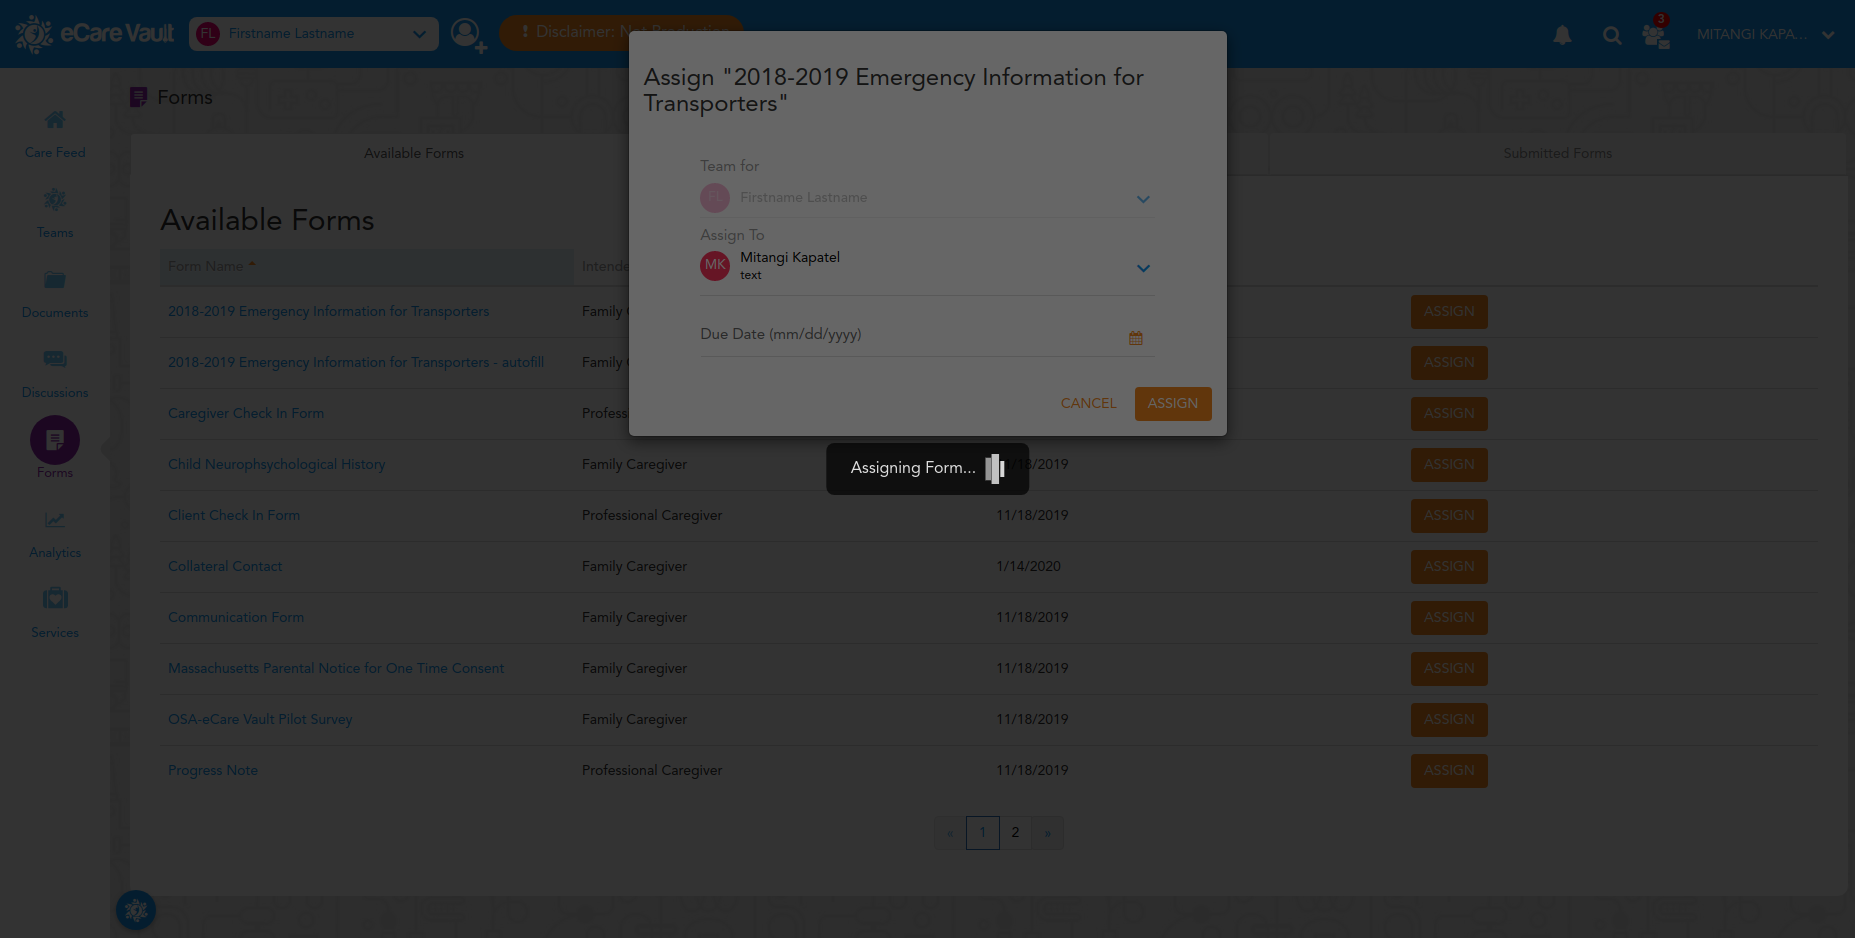 eCare Vault
FL Firstname Lastname
! Disclaimer: Not Production
3
MITANGI KAPA...
Care Feed
Teams
Documents
Discussions
Forms
Analytics
Services
Forms
Available Forms
Submitted Forms
Available Forms
Form Name
Intende
2018-2019 Emergency Information for Transporters
Family
ASSIGN
2018-2019 Emergency Information for Transporters - autofill
Family
ASSIGN
Caregiver Check In Form
Profess
ASSIGN
Child Neurophsychological History
Family Caregiver
/18/2019
ASSIGN
Client Check In Form
Professional Caregiver
11/18/2019
ASSIGN
Collateral Contact
Family Caregiver
1/14/2020
ASSIGN
Communication Form
Family Caregiver
11/18/2019
ASSIGN
Massachusetts Parental Notice for One Time Consent
Family Caregiver
11/18/2019
ASSIGN
OSA-eCare Vault Pilot Survey
Family Caregiver
11/18/2019
ASSIGN
Progress Note
Professional Caregiver
11/18/2019
ASSIGN
« 1 2 »
Assign "2018-2019 Emergency Information for
Transporters"
Team for
FL Firstname Lastname
Assign To
MK Mitangi Kapatel
text
Due Date (mm/dd/yyyy)
CANCEL ASSIGN
Assigning Form...